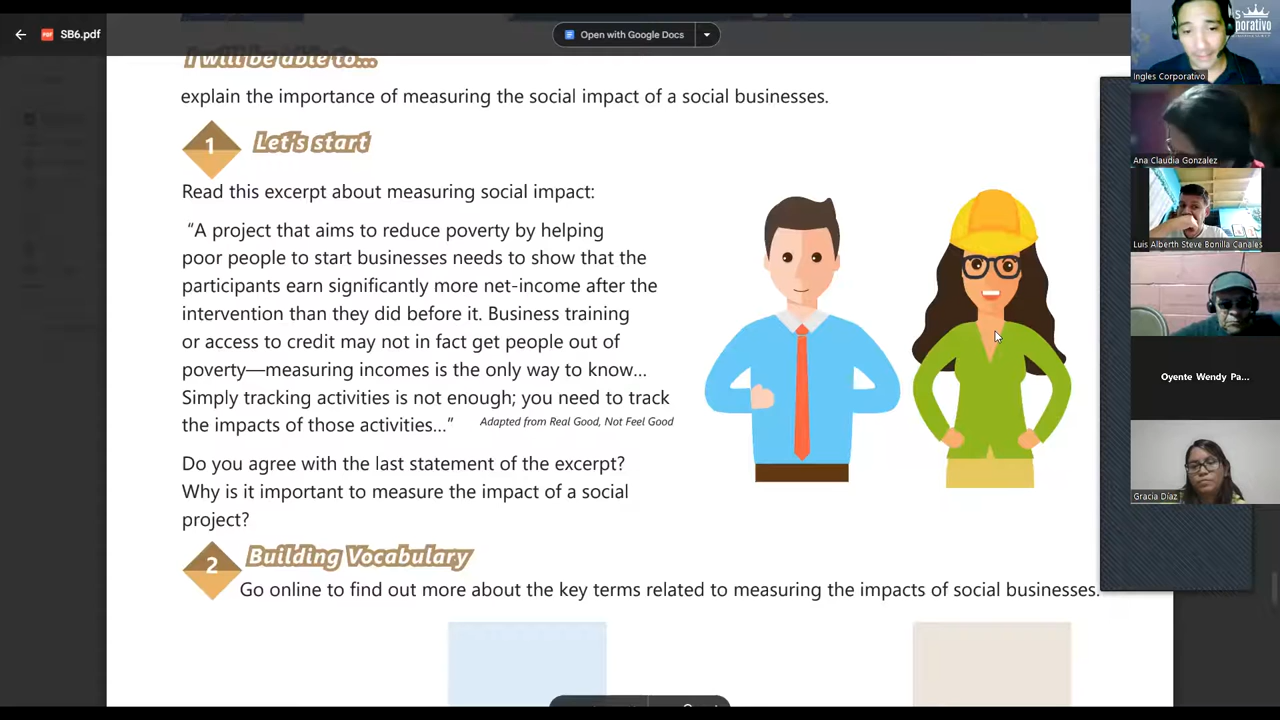 SB6.pdf
Open with Google Docs
I will be able to...
explain the importance of measuring the social impact of a social businesses.
1
Let's start
Read this excerpt about measuring social impact:
“A project that aims to reduce poverty by helping
poor people to start businesses needs to show that the
participants earn significantly more net-income after the
intervention than they did before it. Business training
or access to credit may not in fact get people out of
poverty—measuring incomes is the only way to know...
Simply tracking activities is not enough; you need to track
the impacts of those activities...”
Adapted from Real Good, Not Feel Good
Do you agree with the last statement of the excerpt?
Why is it important to measure the impact of a social
project?
2
Building Vocabulary
Go online to find out more about the key terms related to measuring the impacts of social businesses.
Ingles Corporativo
Ana Claudia Gonzalez
Luis Alberth Steve Bonilla Canales
Oyente Wendy Pa...
Gracia Díaz